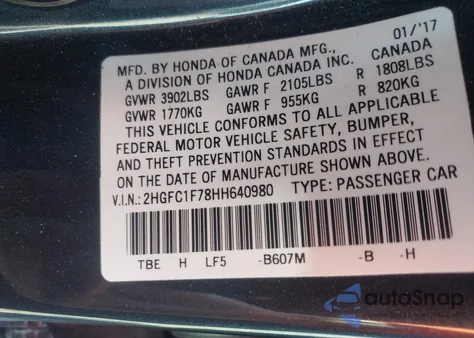 01/'17
MFD. BY HONDA OF CANADA MFG.,
A DIVISION OF HONDA CANADA INC.
GVWR 3902LBS GAWR F 2105LBS R 1808LBS
GVWR 1770KG GAWR F 955KG R 820KG
THIS VEHICLE CONFORMS TO ALL APPLICABLE
FEDERAL MOTOR VEHICLE SAFETY, BUMPER,
AND THEFT PREVENTION STANDARDS IN EFFECT
ON THE DATE OF MANUFACTURE SHOWN ABOVE.
V.I.N.: 2HGFC1F78HH640980 TYPE: PASSENGER CAR
TBE H LF5 -B607M -B -H
autoSnap